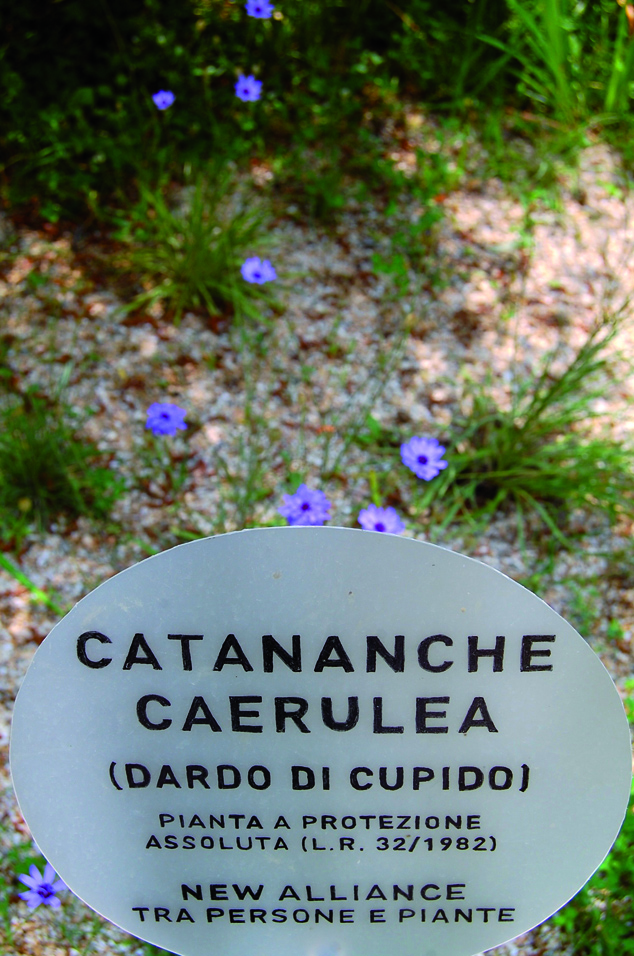 CATANANCHE
CAERULEA
(DARDO DI CUPIDO)
PIANTA A PROTEZIONE
ASSOLUTA (L.R. 32/1982)
NEW ALLIANCE
TRA PERSONE E PIANTE